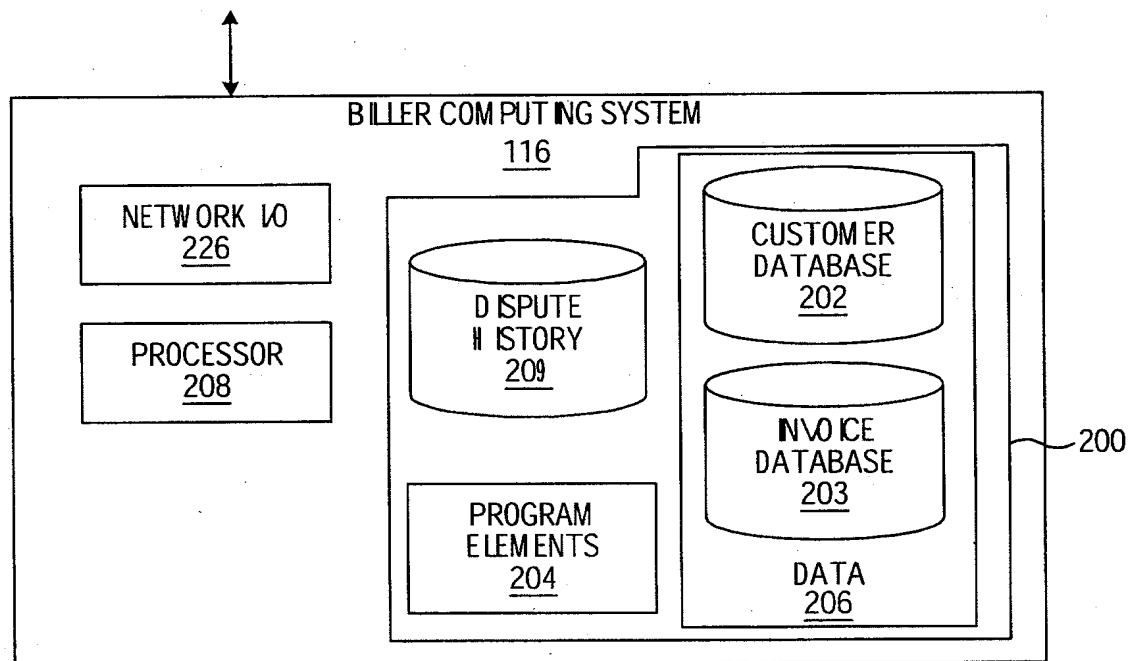 BILLER COMPUTING SYSTEM
116
NETWORK I/O
226
PROCESSOR
208
DISPUTE
HISTORY
209
PROGRAM
ELEMENTS
204
CUSTOMER
DATABASE
202
INVOICE
DATABASE
203
DATA
206
200